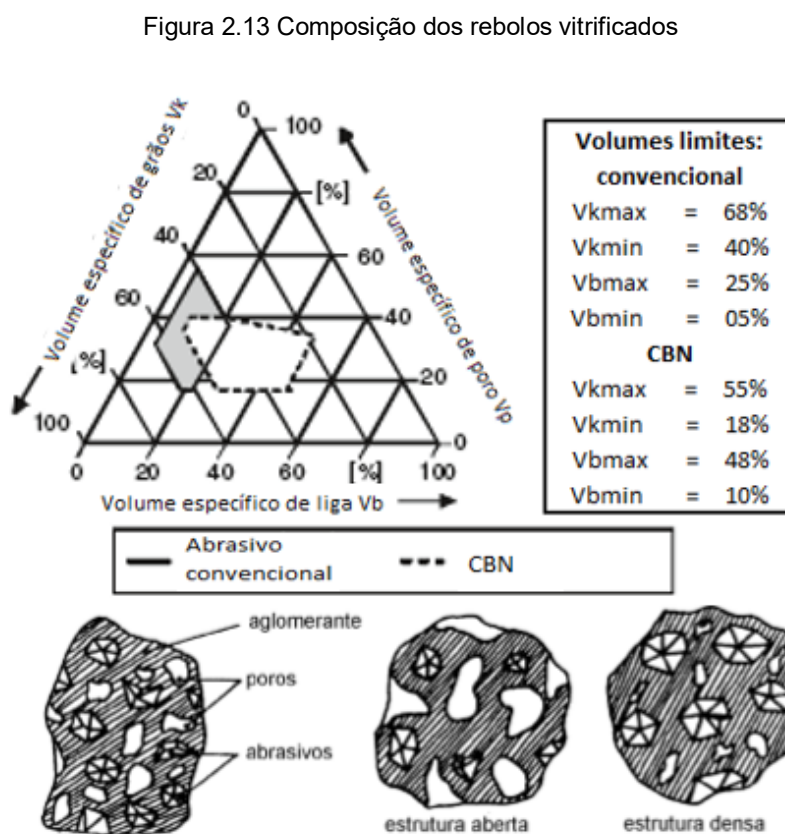 Figura 2.13 Composição dos rebolos vitrificados
Volume específico de grãos Vk
0
20
40
60
[%]
100
100
[%]
60
40
20
0
Volume específico de poro Vp
0
20
40
60
[%]
100
Volume específico de liga Vb
Volumes limites:
convencional
Vkmax = 68%
Vkmin = 40%
Vbmax = 25%
Vbmin = 05%
CBN
Vkmax = 55%
Vkmin = 18%
Vbmax = 48%
Vbmin = 10%
Abrasivo
convencional
CBN
aglomerante
poros
abrasivos
estrutura aberta
estrutura densa